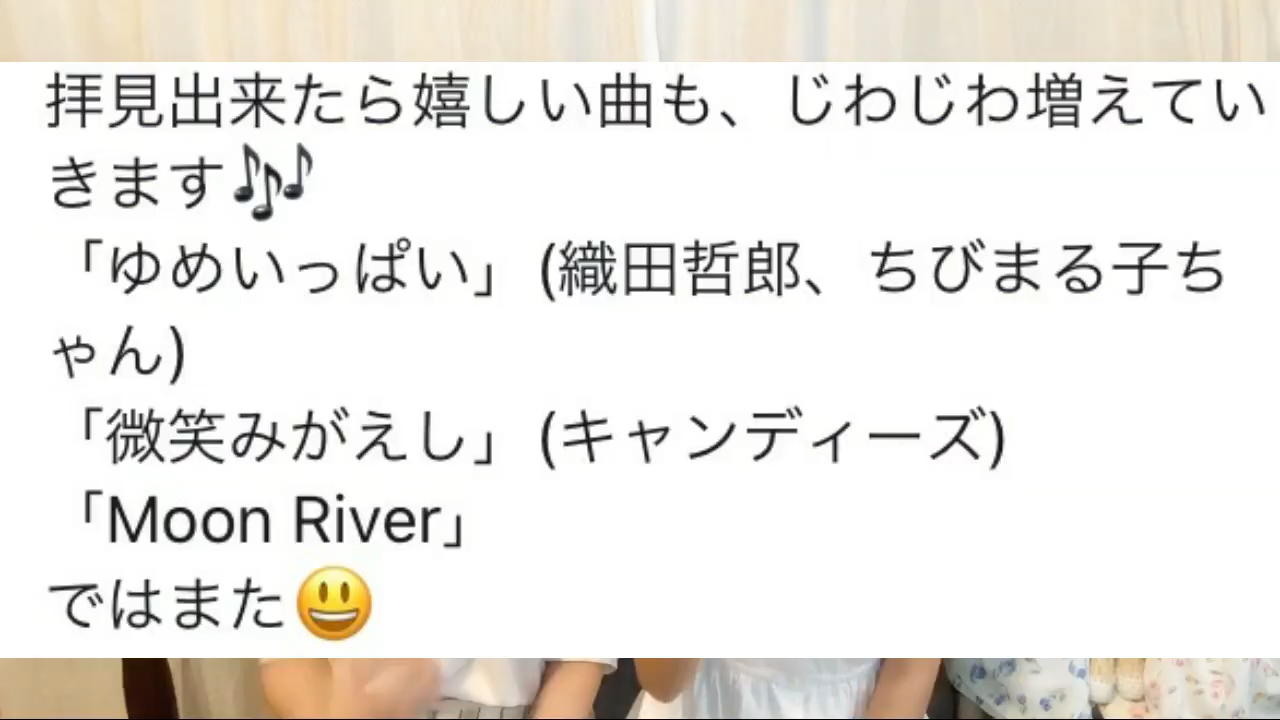 拝見出来たら嬉しい曲も、じわじわ増えてい
きます🎶
「ゆめいっぱい」(織田哲郎、ちびまる子ち
ゃん)
「微笑みがえし」(キャンディーズ)
「Moon River」
ではまた😃